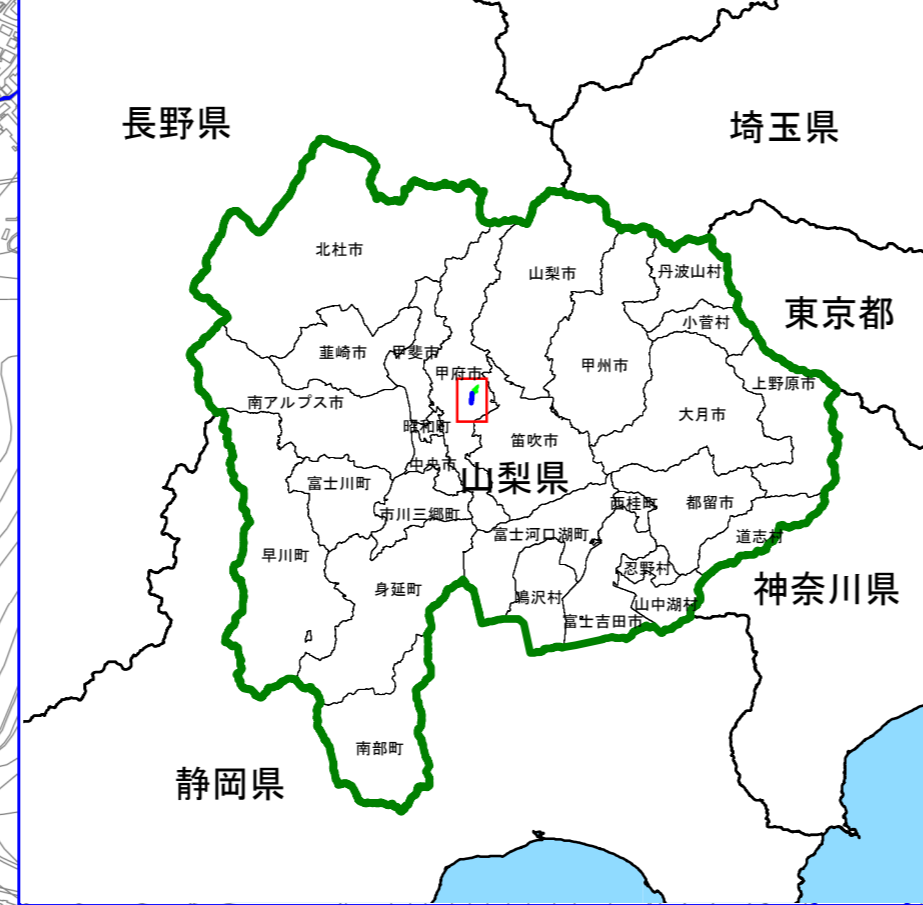 長野県
埼玉県
北杜市
山梨市
丹波山村
東京都
小菅村
韮崎市
甲斐市
甲州市
甲府市
上野原市
南アルプス市
大月市
昭和町
笛吹市
中央市
山梨県
富士川町
西桂町
都留市
市川三郷町
富士河口湖町
道志村
早川町
忍野村
身延町
神奈川県
鳴沢村
山中湖村
富士吉田市
南部町
静岡県